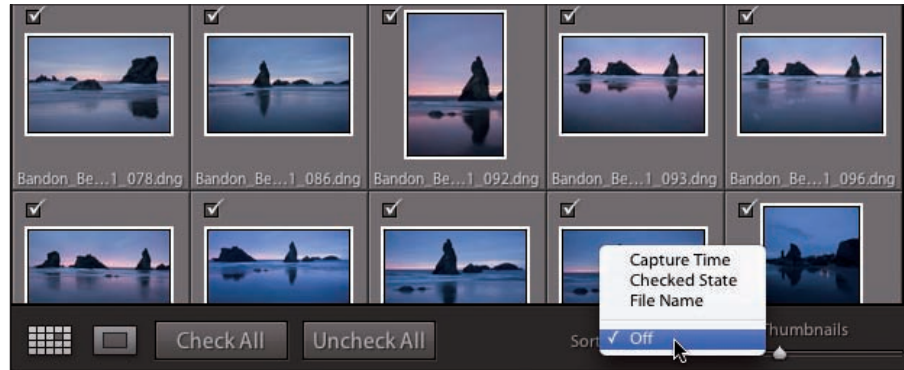 Bandon_Be…1_078.dng Bandon_Be…1_086.dng Bandon_Be…1_092.dng Bandon_Be…1_093.dng Bandon_Be…1_096.dng
Capture Time
Checked State
File Name
✓ Off
Check All Uncheck All Sort humbnails